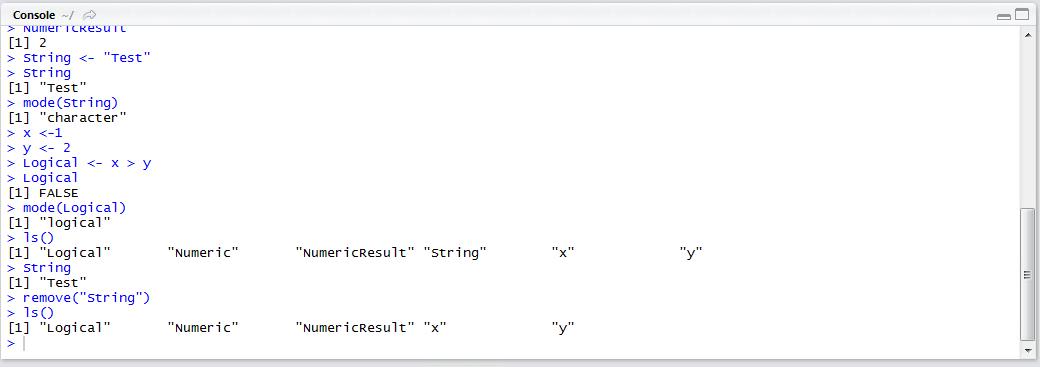 Console ~/
> NumericResult
[1] 2
> String <- "Test"
> String
[1] "Test"
> mode(String)
[1] "character"
> x <-1
> y <- 2
> Logical <- x > y
> Logical
[1] FALSE
> mode(Logical)
[1] "logical"
> ls()
[1] "Logical"       "Numeric"       "NumericResult" "String"        "x"             "y"
> String
[1] "Test"
> remove("String")
> ls()
[1] "Logical"       "Numeric"       "NumericResult" "x"             "y"
>